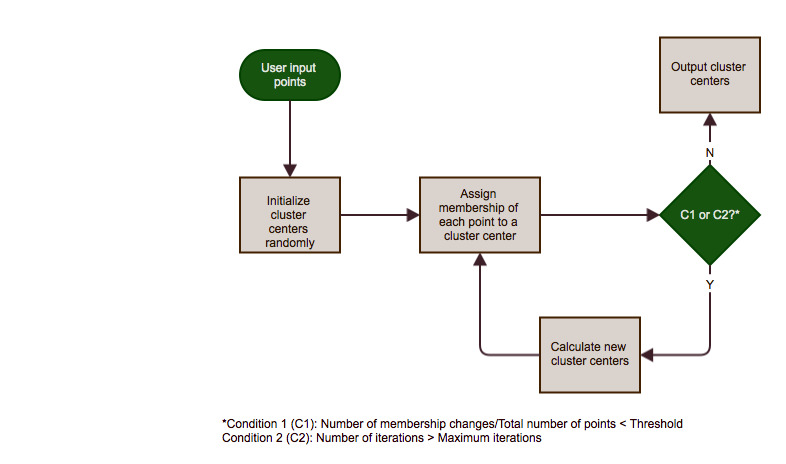 User input
points
Initialize
cluster
centers
randomly
Assign
membership of
each point to a
cluster center
C1 or C2?*
N
Output cluster
centers
Y
Calculate new
cluster centers
*Condition 1 (C1): Number of membership changes/Total number of points < Threshold
Condition 2 (C2): Number of iterations > Maximum iterations